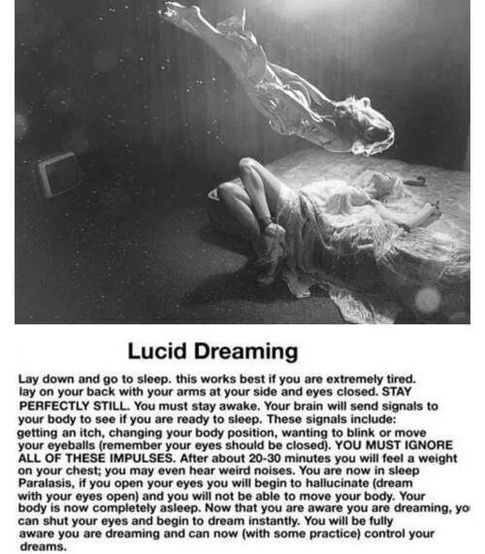 Lucid Dreaming
Lay down and go to sleep. this works best if you are extremely tired.
lay on your back with your arms at your side and eyes closed. STAY
PERFECTLY STILL. You must stay awake. Your brain will send signals to
your body to see if you are ready to sleep. These signals include:
getting an itch, changing your body position, wanting to blink or move
your eyeballs (remember your eyes should be closed). YOU MUST IGNORE
ALL OF THESE IMPULSES. After about 20-30 minutes you will feel a weight
on your chest; you may even hear weird noises. You are now in sleep
Paralasis, if you open your eyes you will begin to hallucinate (dream
with your eyes open) and you will not be able to move your body. Your
body is now completely asleep. Now that you are aware you are dreaming, yo
can shut your eyes and begin to dream instantly. You will be fully
aware you are dreaming and can now (with some practice) control your
dreams.